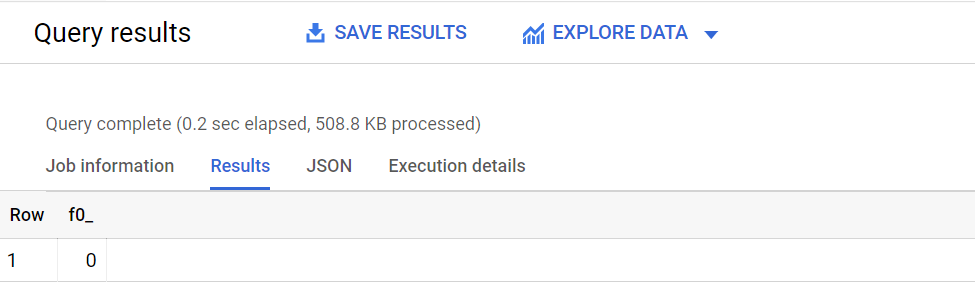 Query results SAVE RESULTS EXPLORE DATA
Query complete (0.2 sec elapsed, 508.8 KB processed)
Job information Results JSON Execution details
Row f0_
1 0